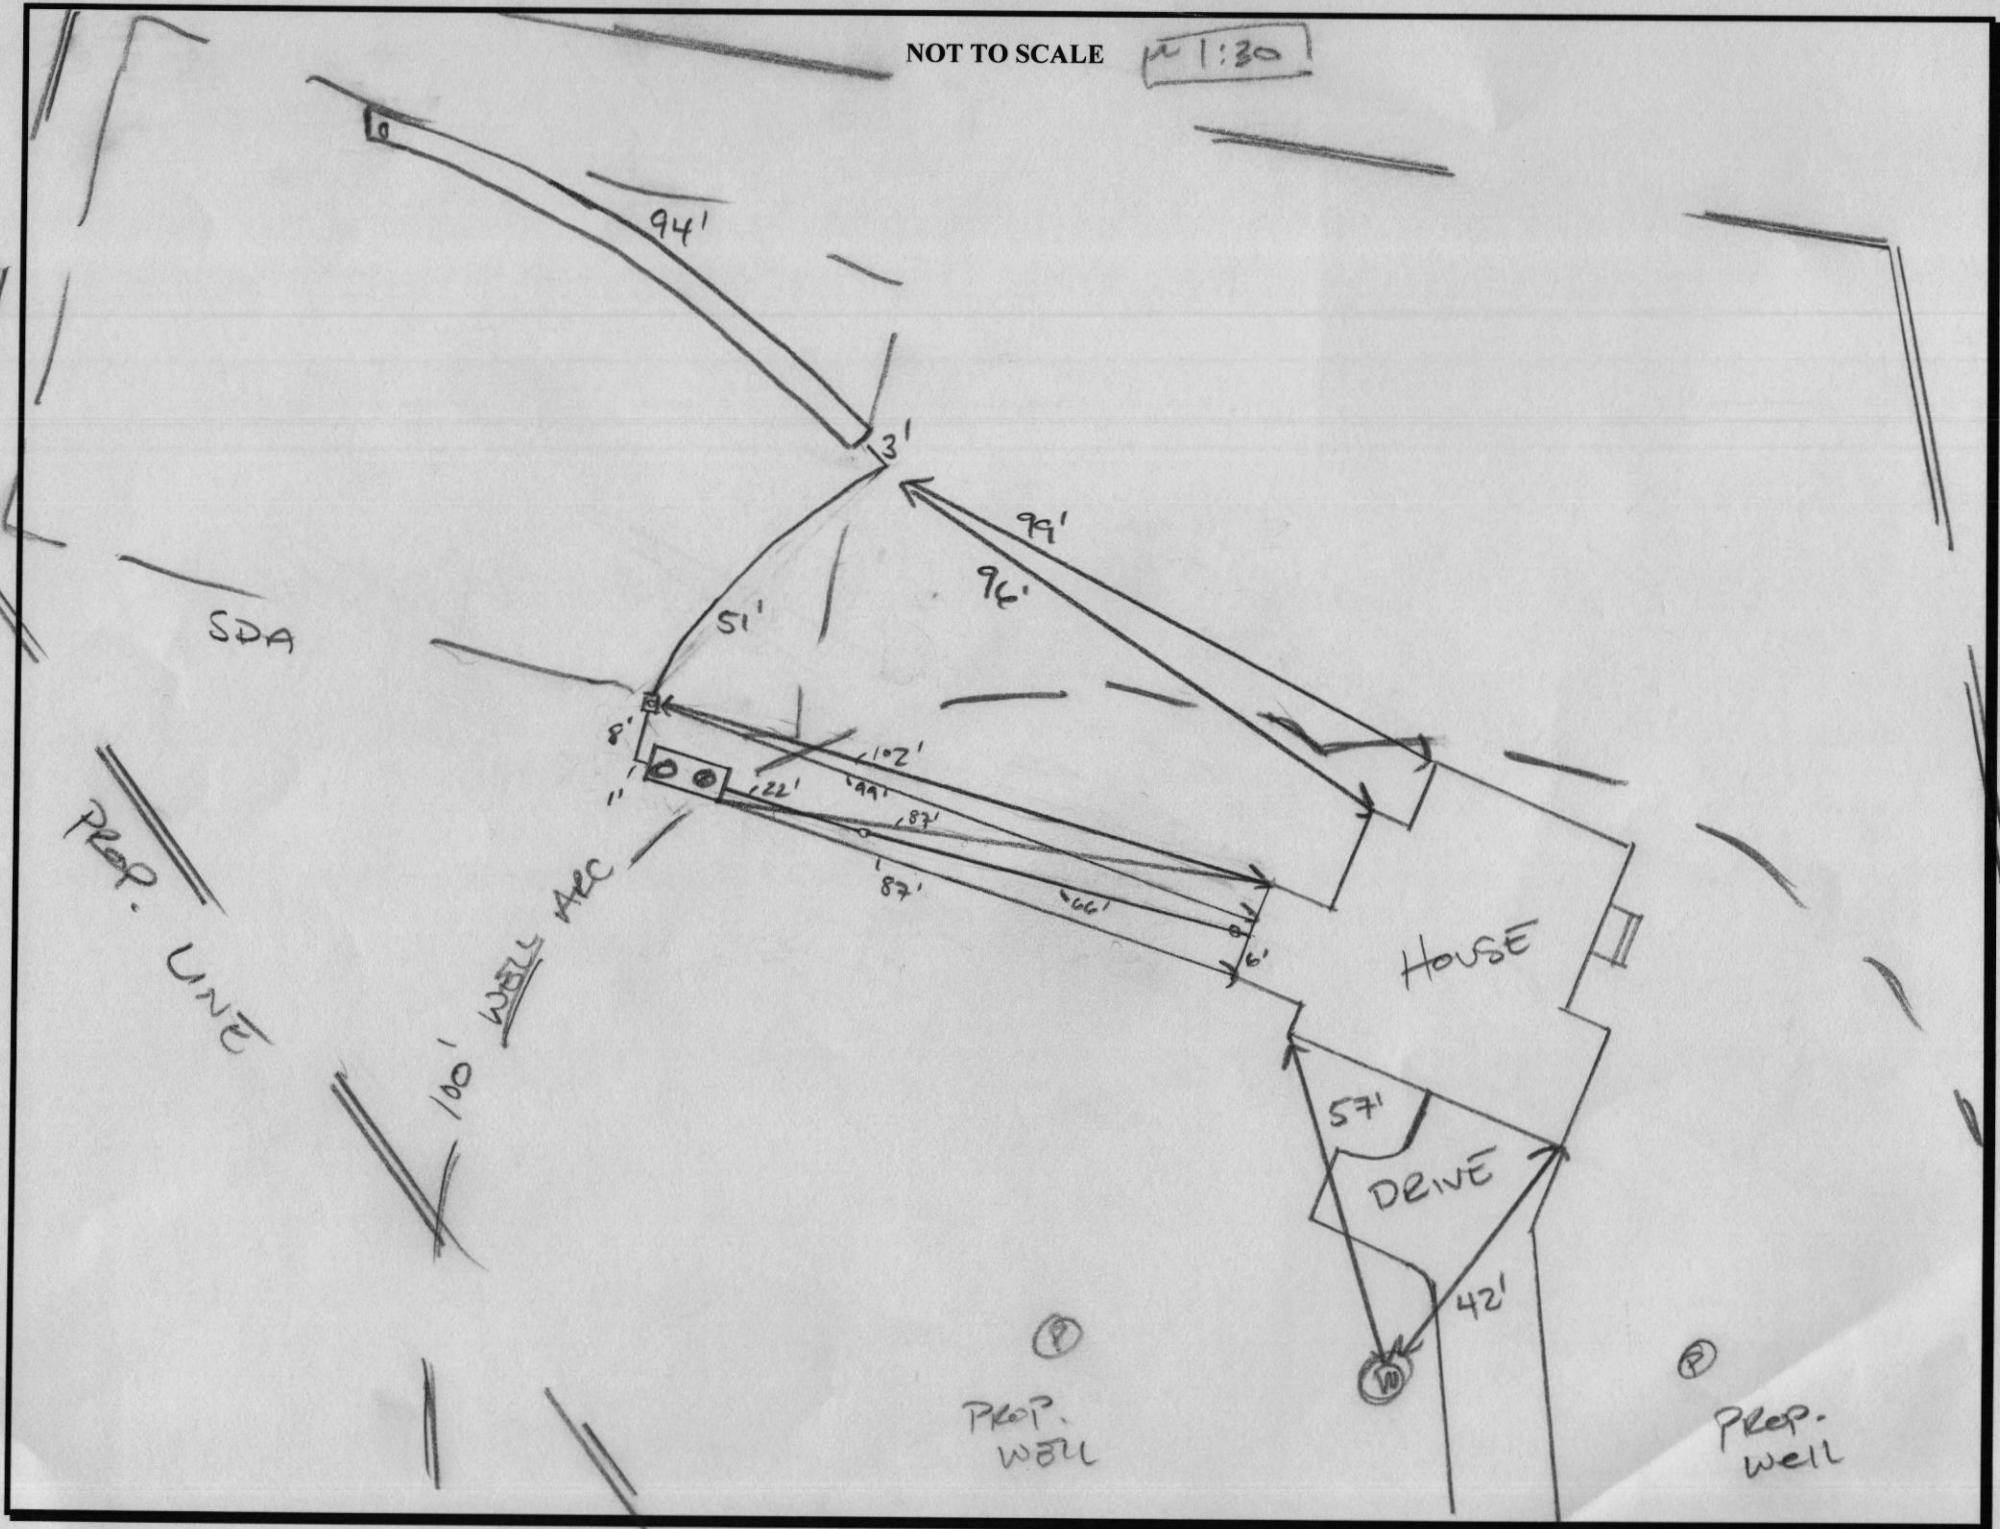 NOT TO SCALE
~ 1:30
94'
3'
99'
96'
51'
SDA
8'
1'
102'
99'
22'
87'
87'
66'
6'
PROP.
LINE
100' WELL ARC
HOUSE
57'
DRIVE
42'
W
P
PROP.
WELL
P
PROP.
WELL